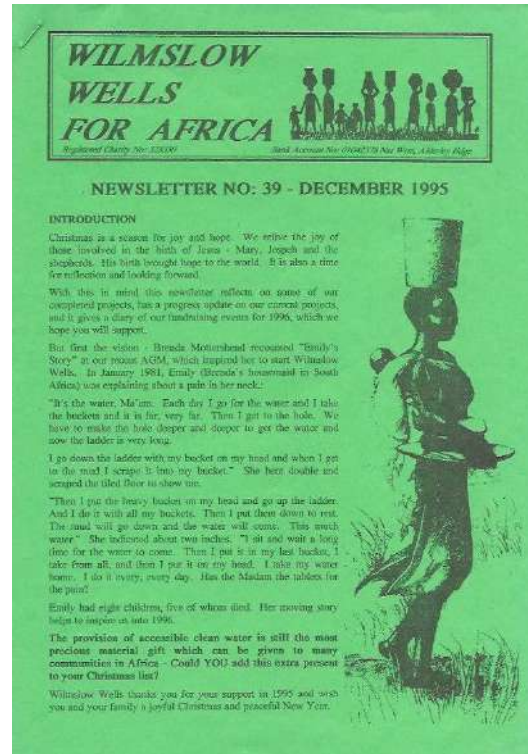 WILMSLOW
WELLS
FOR AFRICA
Registered Charity No:
Bank Account No: Nat West, Alderley Edge
NEWSLETTER NO: 39 - DECEMBER 1995
INTRODUCTION
Christmas is a season for joy and hope. We relive the joy of
those involved in the birth of Jesus - Mary, Joseph and the
shepherds. His birth brought hope to the world. It is also a time
for reflection and looking forward.
With this in mind this newsletter reflects on some of our
completed projects, has a progress update on our current projects,
and it gives a diary of our fundraising events for 1996, which we
hope you will support.
But first the vision - Brenda Mottershead recounted "Emily's
Story" at our recent AGM, which inspired her to start Wilmslow
Wells. In January 1981, Emily (Brenda's housemaid in South
Africa) was explaining about a pain in her neck.:
"It's the water, Ma'am. Each day I go for the water and I take
the buckets and it is far, very far. Then I get to the hole. We
have to make the hole deeper and deeper to get the water and
now the ladder is very long.
I go down the ladder with my bucket on my head and when I get
to the mud I scrape it into my bucket." She bent double and
scraped the tiled floor to show me.
"Then I put the heavy bucket on my head and go up the ladder.
And I do it with all my buckets. Then I put them down to rest.
The mud will go down and the water will come. This much
water." She indicated about two inches. "I sit and wait a long
time for the water to come. Then I put it in my last bucket, I
take from all, and then I put it on my head. I take my water
home. I do it every, every day. Has the Madam the tablets for
the pain?
Emily had eight children, five of whom died. Her moving story
helps to inspire us into 1996.
The provision of accessible clean water is still the most
precious material gift which can be given to many
communities in Africa - Could YOU add this extra present
to your Christmas list?
Wilmslow Wells thanks you for your support in 1995 and wish
you and your family a joyful Christmas and peaceful New Year.